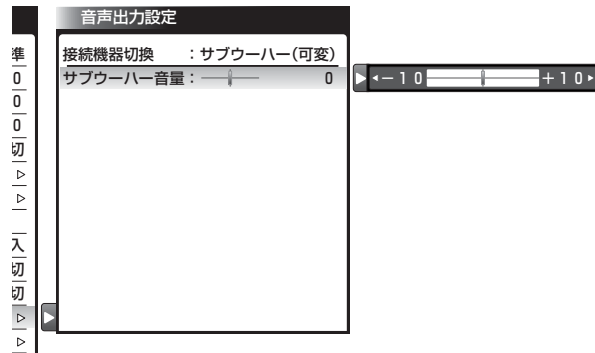 音声出力設定
準
0
0
0
切
入
切
切
接続機器切換 :サブウーハー(可変)
サブウーハー音量: 0
－10 ＋10